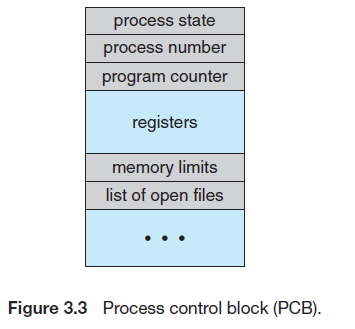 process state
process number
program counter
registers
memory limits
list of open files
• • •
Figure 3.3 Process control block (PCB).